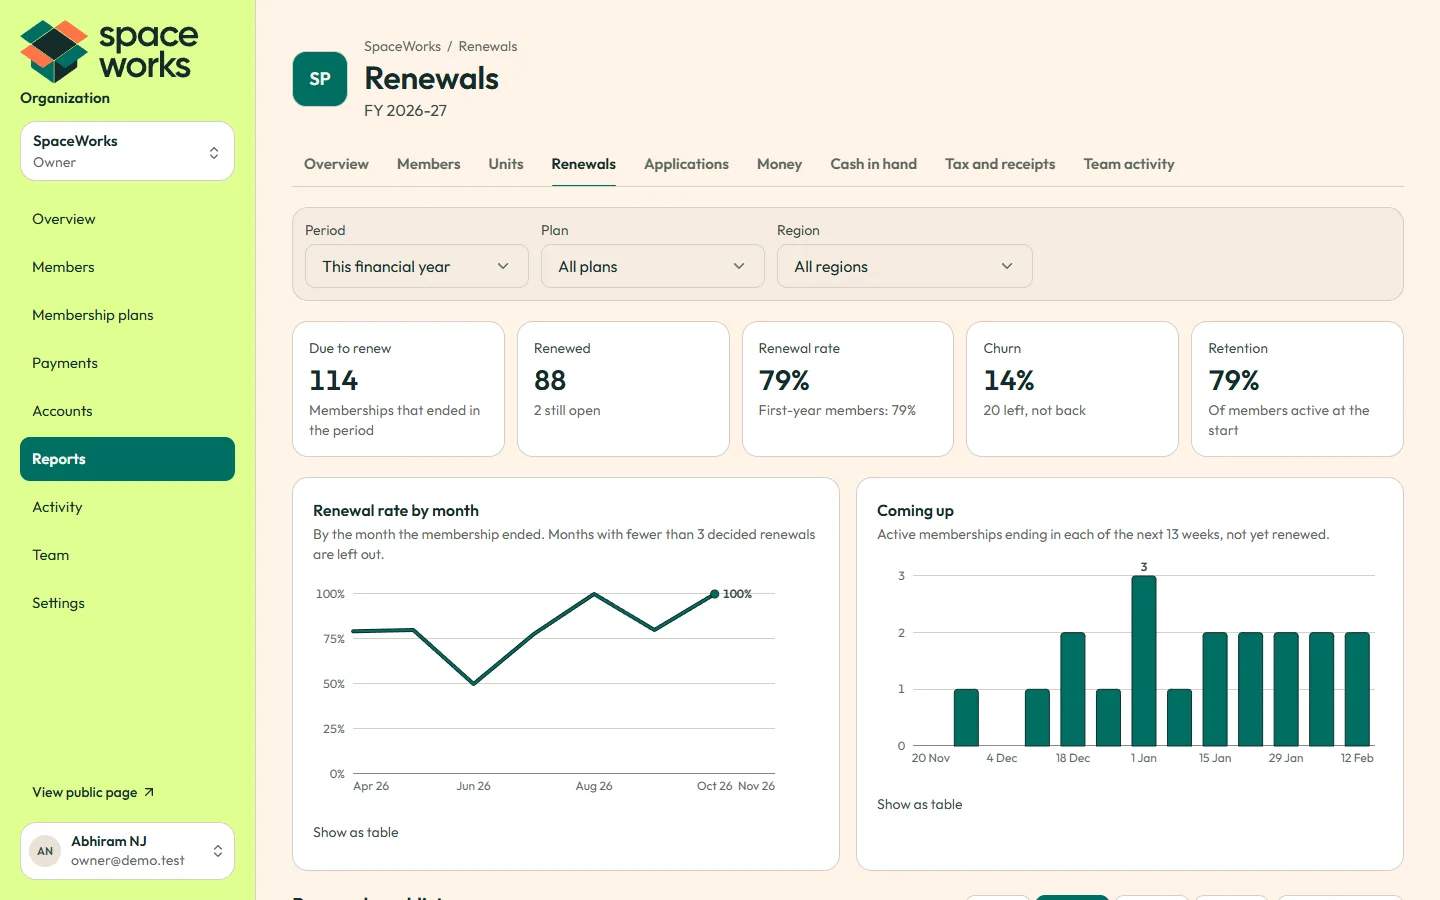 space
works
Organization
SpaceWorks
Owner
Overview
Members
Membership plans
Payments
Accounts
Reports
Activity
Team
Settings
View public page
AN
Abhiram NJ
owner@demo.test
SP
SpaceWorks / Renewals
Renewals
FY 2026-27
Overview Members Units Renewals Applications Money Cash in hand Tax and receipts Team activity
Period
This financial year
Plan
All plans
Region
All regions
Due to renew
114
Memberships that ended in
the period
Renewed
88
2 still open
Renewal rate
79%
First-year members: 79%
Churn
14%
20 left, not back
Retention
79%
Of members active at the
start
Renewal rate by month
By the month the membership ended. Months with fewer than 3 decided renewals
are left out.
100%
75%
50%
25%
0%
100%
Apr 26 Jun 26 Aug 26 Oct 26 Nov 26
Show as table
Coming up
Active memberships ending in each of the next 13 weeks, not yet renewed.
3
3
2
1
0
20 Nov 4 Dec 18 Dec 1 Jan 15 Jan 29 Jan 12 Feb
Show as table